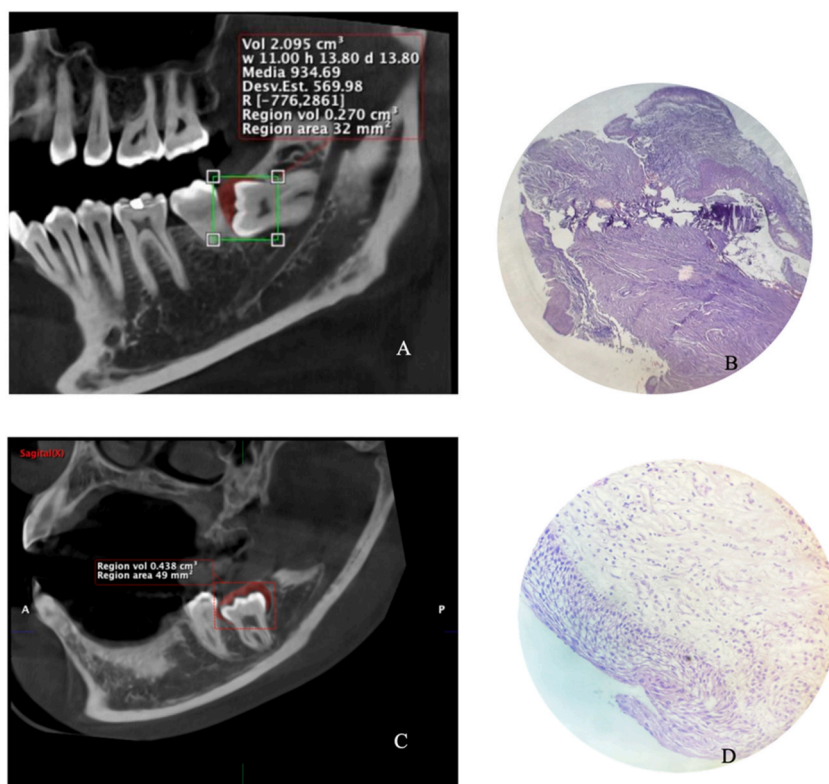 Vol 2.095 cm³
w 11.00 h 13.80 d 13.80
Media 934.69
Desv.Est. 569.98
R [-776,2861]
Region vol 0.270 cm³
Region area 32 mm²
A
B
Sagital(X)
Region vol 0.438 cm³
Region area 49 mm²
A
P
C
D